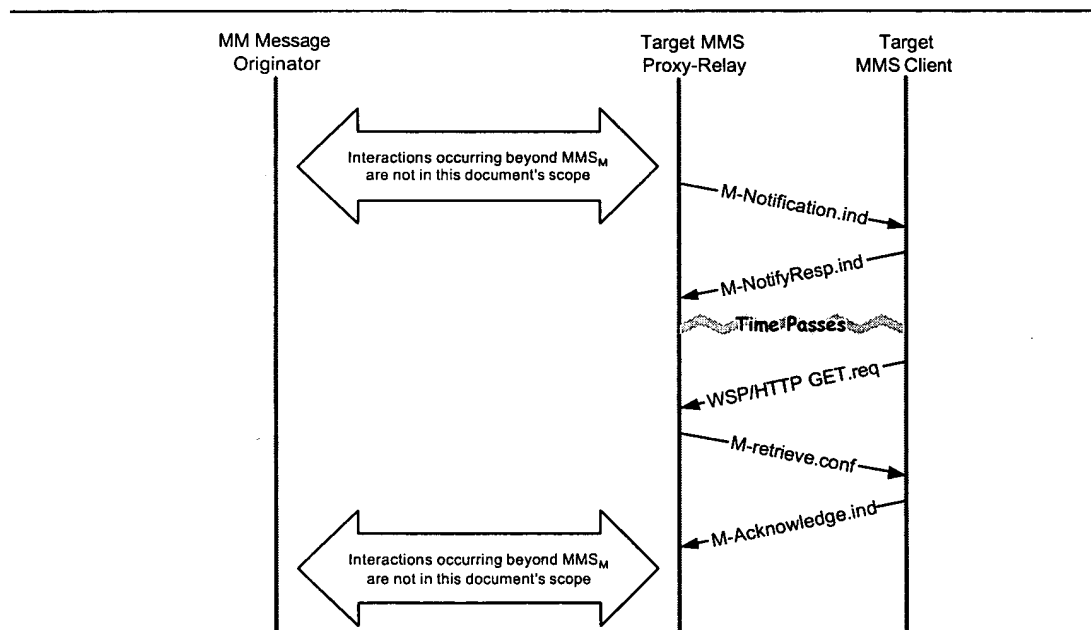 MM Message
Originator
Target MMS
Proxy-Relay
Target
MMS Client
Interactions occurring beyond MMSM
are not in this document's scope
M-Notification.ind
M-NotifyResp.ind
Time Passes
WSP/HTTP GET.req
M-retrieve.conf
M-Acknowledge.ind
Interactions occurring beyond MMSM
are not in this document's scope